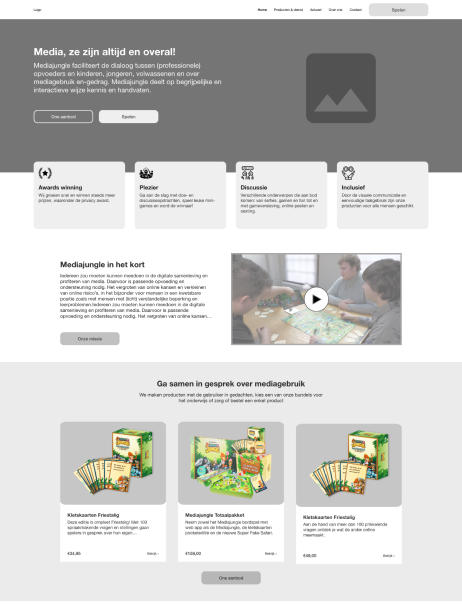 Logo
Home Producten & dienst Actueel Over ons Contact Spelen
Media, ze zijn altijd en overal!
Mediajungle faciliteert de dialoog tussen (professionele)
opvoeders en kinderen, jongeren, volwassenen en over
mediagebruik en-gedrag. Mediajungle deelt op begrijpelijke en
interactieve wijze kennis en handvaten.
Ons aanbod Spelen
Awards winning
Wij groeien snel en winnen steeds meer
prijzen, waaronder de privacy award.
Plezier
Ga aan de slag met doe- en
discussieopdrachten, speel leuke mini-
games en word de winnaar!
Discussie
Verschillende onderwerpen die aan bod
komen: van selfies, gamen en fun tot en
met gameverslaving, online pesten en
sexting.
Inclusief
Door de visuele communicatie en
eenvoudige taalgebruik zijn onze
producten voor alle mensen geschikt.
Mediajungle in het kort
Iedereen zou moeten kunnen meedoen in de digitale samenleving en
profiteren van media. Daarvoor is passende opvoeding en
ondersteuning nodig. Het vergroten van online kansen en verkleinen
van online risico's, in het bijzonder voor mensen in een kwetsbare
positie zoals met mensen met (licht) verstandelijke beperking en
leerproblemen.Iedereen zou moeten kunnen meedoen in de digitale
samenleving en profiteren van media. Daarvoor is passende
opvoeding en ondersteuning nodig. Het vergroten van online kansen...
Onze missie
Ga samen in gesprek over mediagebruik
We maken producten met de gebruiker in gedachten, kies een van onze bundels voor
het onderwijs of zorg of bestel een enkel product
Kletskaarten Friestalig
Deze editie is compleet Friestalig! Met 100
spraakmakende vragen en stellingen gaan
spelers in gesprek over hun eigen...
€34,95 Bekijk >
Mediajungle Totaalpakket
Neem zowel het Mediajungle bordspel met
web app als de Mediajungle, de kletskaarten
pocketeditie en de nieuwe Super Fake Safari.
Bekijk >
Kletskaarten Friestalig
Aan de hand van meer dan 100 prikkelende
vragen ontdek je wat de ander online
meemaakt.
Bekijk >
Ons aanbod